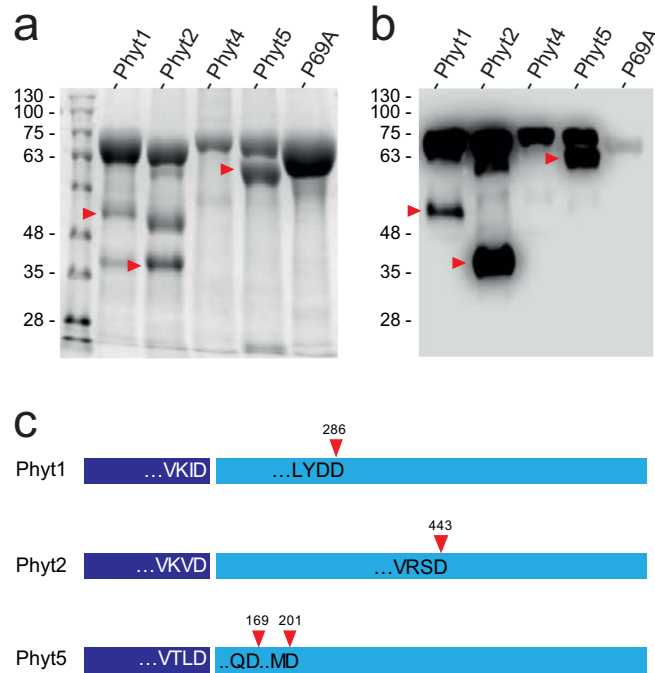 a
- Phyt1
- Phyt2
- Phyt4
- Phyt5
- P69A
130 -
100 -
75 -
63 -
48 -
35 -
28 -
b
- Phyt1
- Phyt2
- Phyt4
- Phyt5
- P69A
130 -
100 -
75 -
63 -
48 -
35 -
28 -
c
286
Phyt1 ...VKID ...LYDD
443
Phyt2 ...VKVD ...VRSD
169 201
Phyt5 ...VTLD ..QD..MD